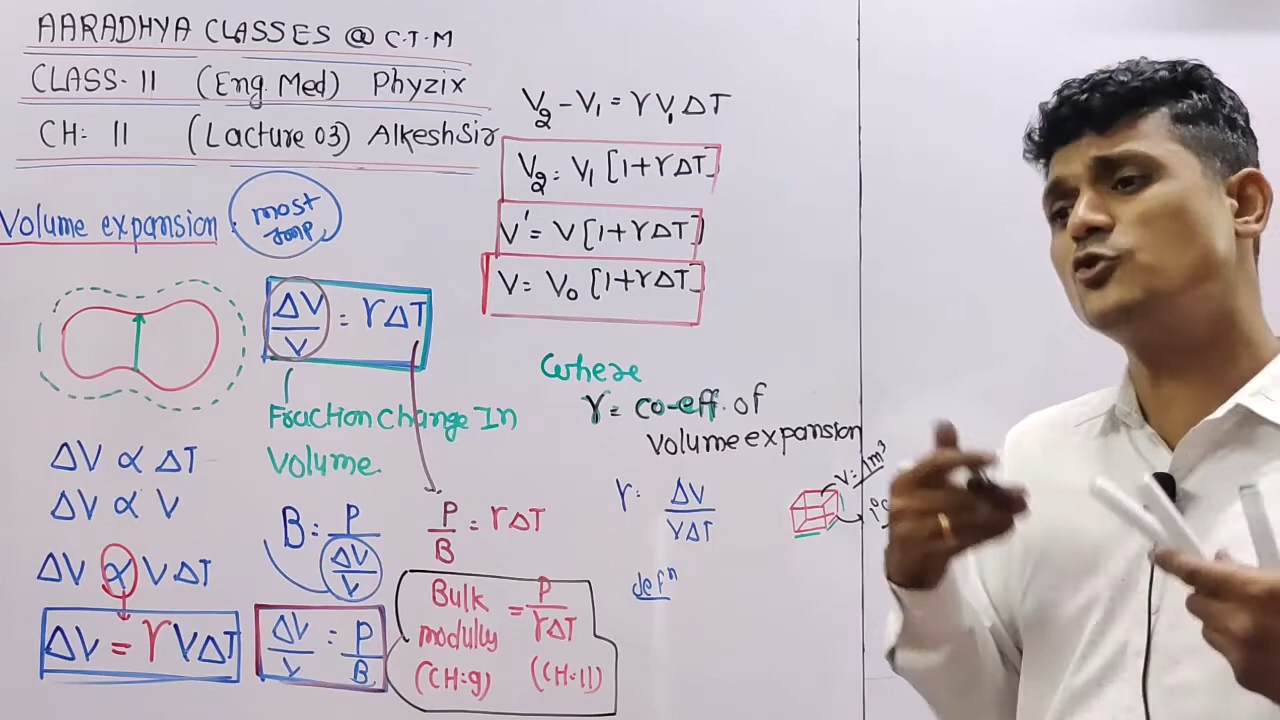 AARADHYA CLASSES @ C.T.M
CLASS-11 (Eng. Med) Phyzix
CH: 11 (Lacture 03) AlkeshSir
Volume expansion
most
Imp.
ΔV/V = γΔT
Fraction Change In
Volume
ΔV ∝ ΔT
ΔV ∝ V
ΔV ∝ VΔT
ΔV = γVΔT
B = P/(ΔV/V)
ΔV/V = P/B
P/B = γΔT
Bulk modulus = P/γΔT
(CH:9) (CH:11)
V₂ - V₁ = γV₁ΔT
V₂ = V₁ [1+γΔT]
V' = V [1+γΔT]
V = V₀ [1+γΔT]
Where
γ = co-eff. of
Volume expansion
γ = ΔV/VΔT
V = 1m³
1°C
defⁿ